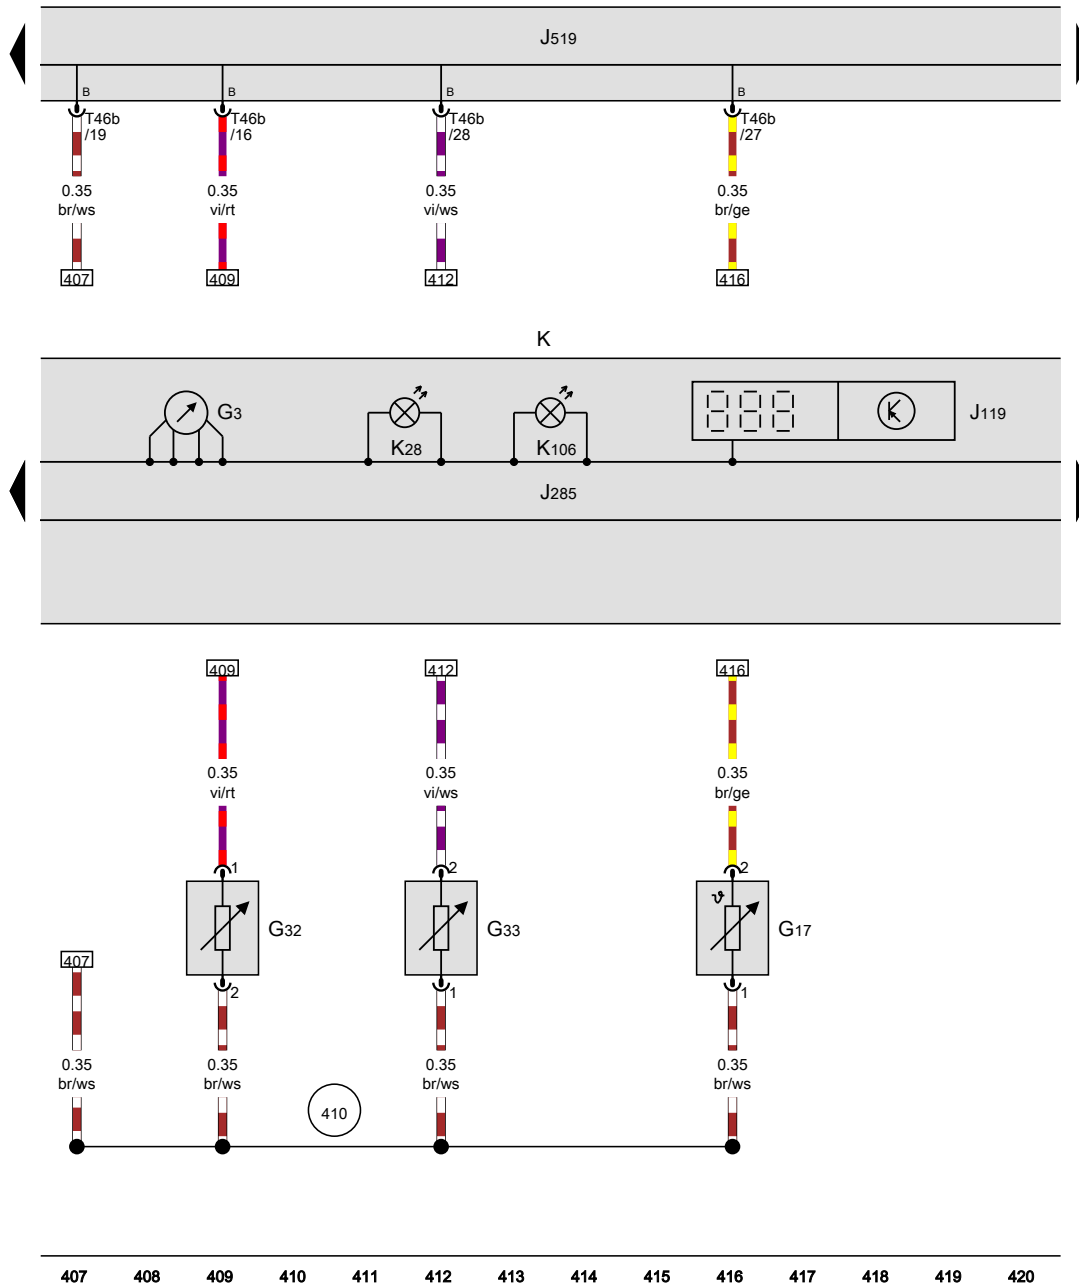 J519
B B B B
T46b /19
T46b /16
T46b /28
T46b /27
0.35 0.35 0.35 0.35
br/ws vi/rt vi/ws br/ge
407 409 412 416
K
G3 K28 K106 J119
J285
409 412 416
0.35 0.35 0.35
vi/rt vi/ws br/ge
1 2 2
ϑ
G32 G33 G17
407
2 1 1
0.35 0.35 0.35 0.35
br/ws br/ws br/ws br/ws
410
407 408 409 410 411 412 413 414 415 416 417 418 419 420